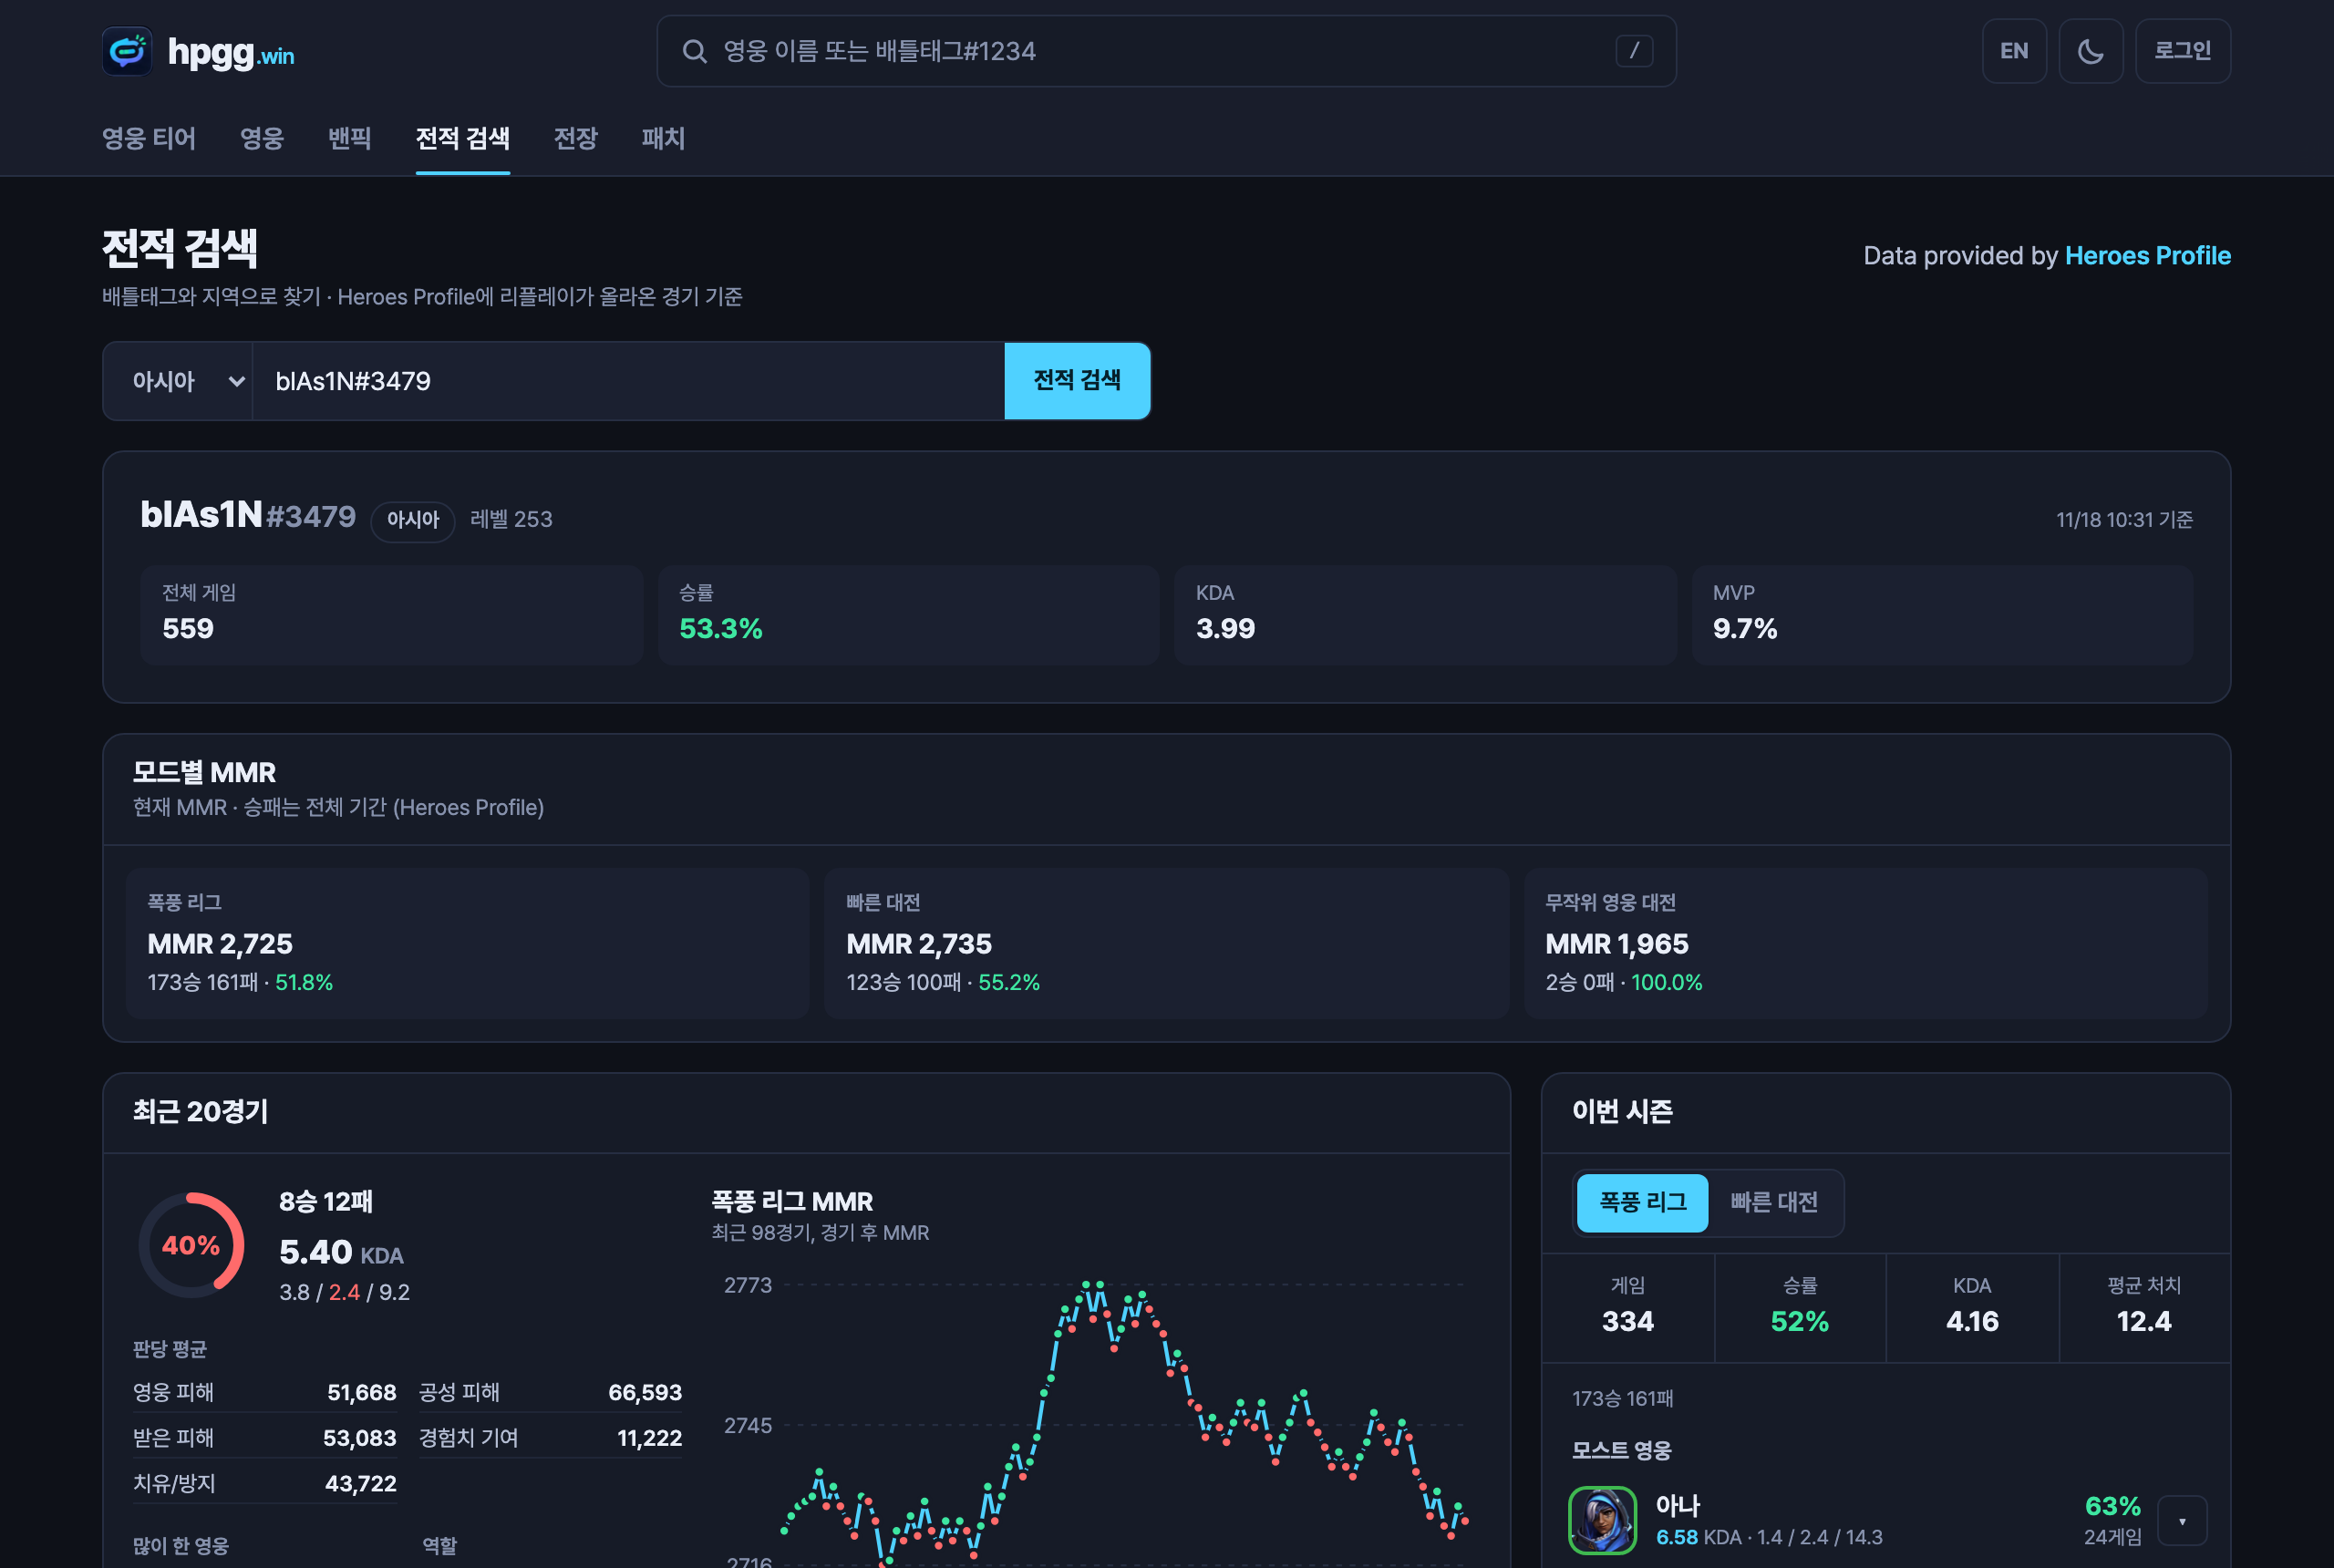 hpgg.win
영웅 이름 또는 배틀태그#1234
/
EN
로그인
영웅 티어
영웅
밴픽
전적 검색
전장
패치
전적 검색
배틀태그와 지역으로 찾기 · Heroes Profile에 리플레이가 올라온 경기 기준
Data provided by Heroes Profile
아시아
blAs1N#3479
전적 검색
blAs1N#3479
아시아
레벨 253
11/18 10:31 기준
전체 게임
559
승률
53.3%
KDA
3.99
MVP
9.7%
모드별 MMR
현재 MMR · 승패는 전체 기간 (Heroes Profile)
폭풍 리그
MMR 2,725
173승 161패 · 51.8%
빠른 대전
MMR 2,735
123승 100패 · 55.2%
무작위 영웅 대전
MMR 1,965
2승 0패 · 100.0%
최근 20경기
40%
8승 12패
5.40 KDA
3.8 / 2.4 / 9.2
판당 평균
영웅 피해 51,668
공성 피해 66,593
받은 피해 53,083
경험치 기여 11,222
치유/방지 43,722
많이 한 영웅
역할
폭풍 리그 MMR
최근 98경기, 경기 후 MMR
2773
2745
2716
이번 시즌
폭풍 리그
빠른 대전
게임
334
승률
52%
KDA
4.16
평균 처치
12.4
173승 161패
모스트 영웅
아나
6.58 KDA · 1.4 / 2.4 / 14.3
63%
24게임